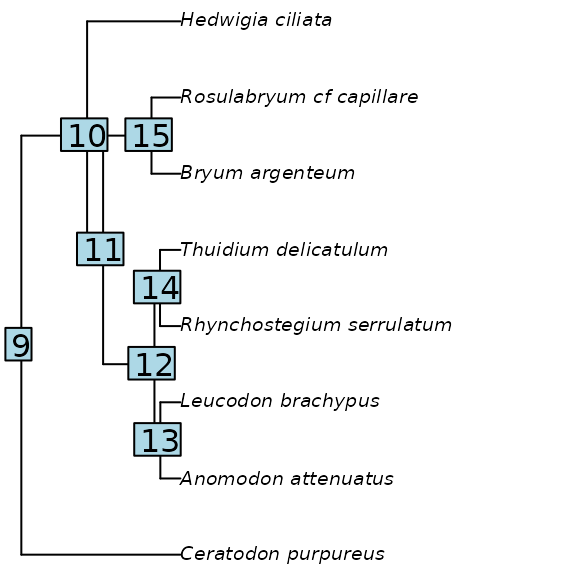 Hedwigia ciliata
Rosulabryum cf capillare
10
15
Bryum argenteum
11
Thuidium delicatulum
14
Rhynchostegium serrulatum
9
12
Leucodon brachypus
13
Anomodon attenuatus
Ceratodon purpureus